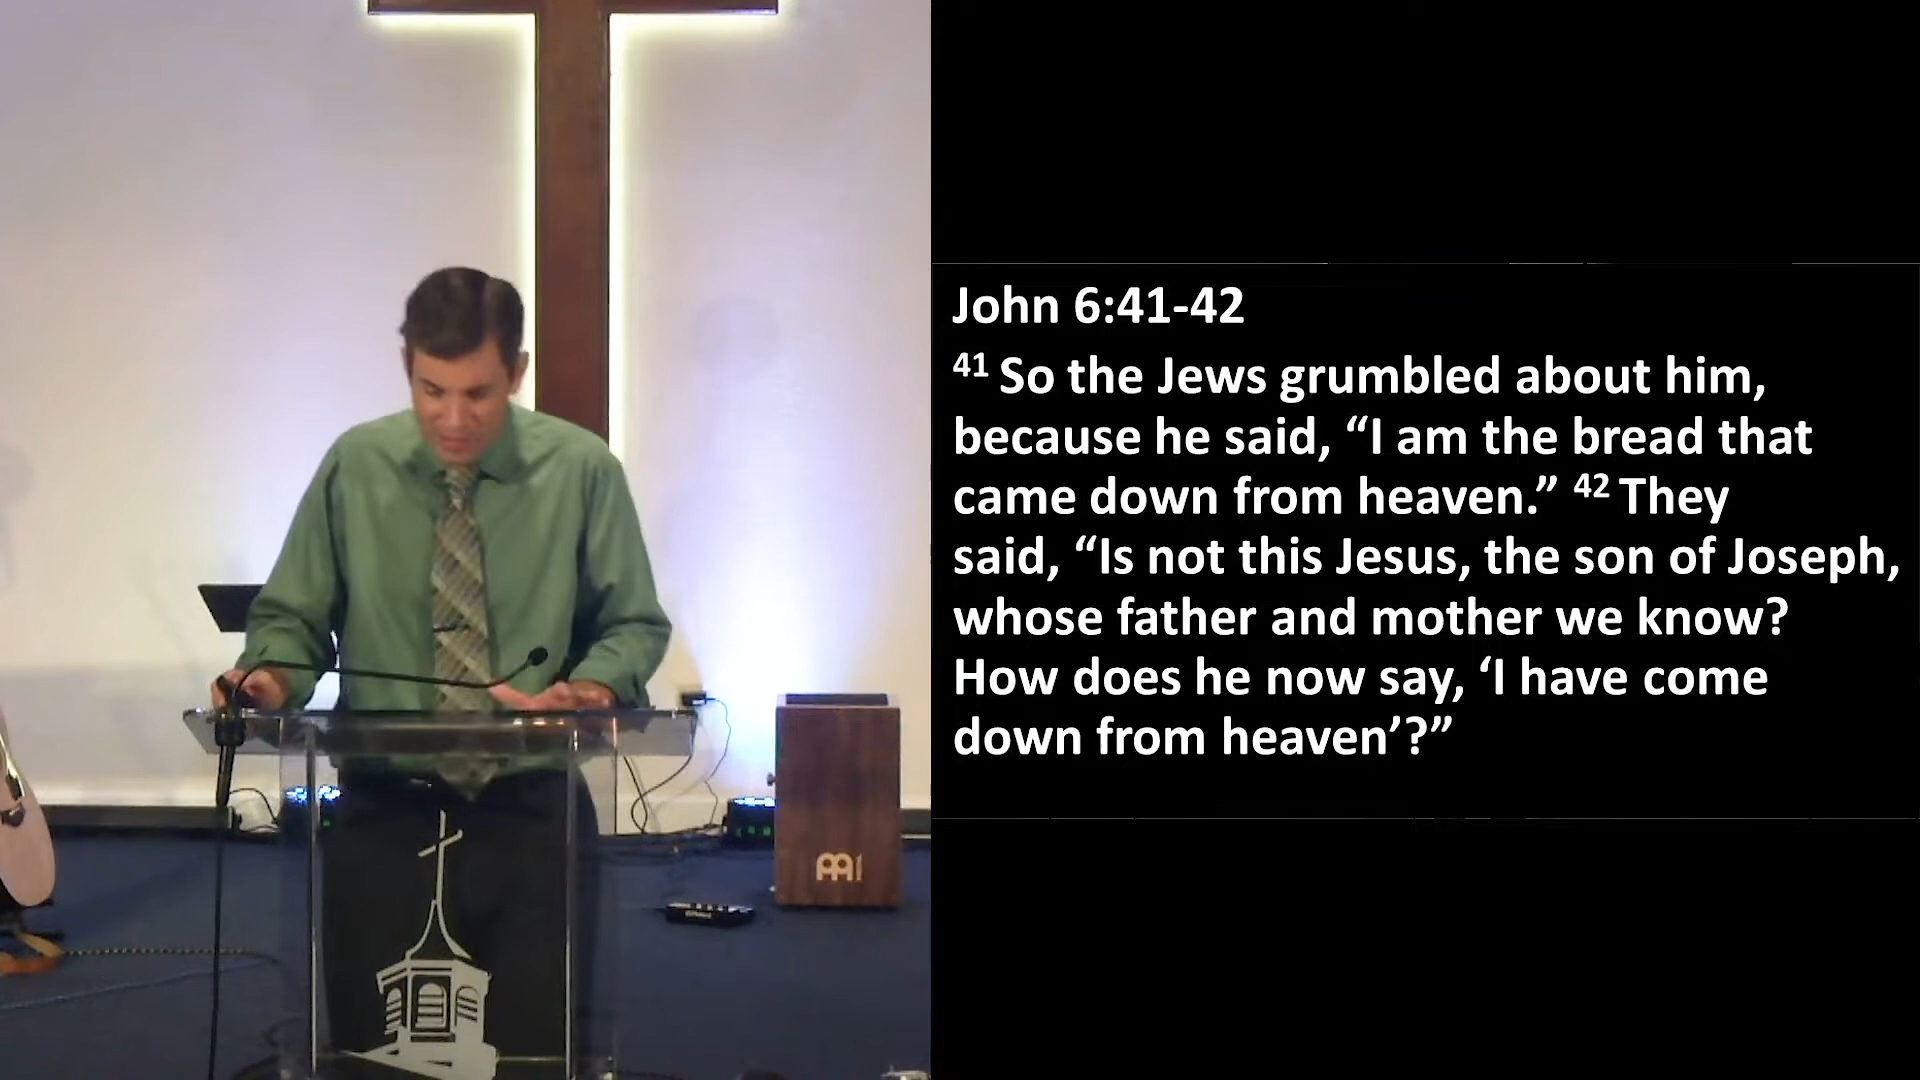 John 6:41-42
41 So the Jews grumbled about him,
because he said, “I am the bread that
came down from heaven.” 42 They
said, “Is not this Jesus, the son of Joseph,
whose father and mother we know?
How does he now say, ‘I have come
down from heaven’?”